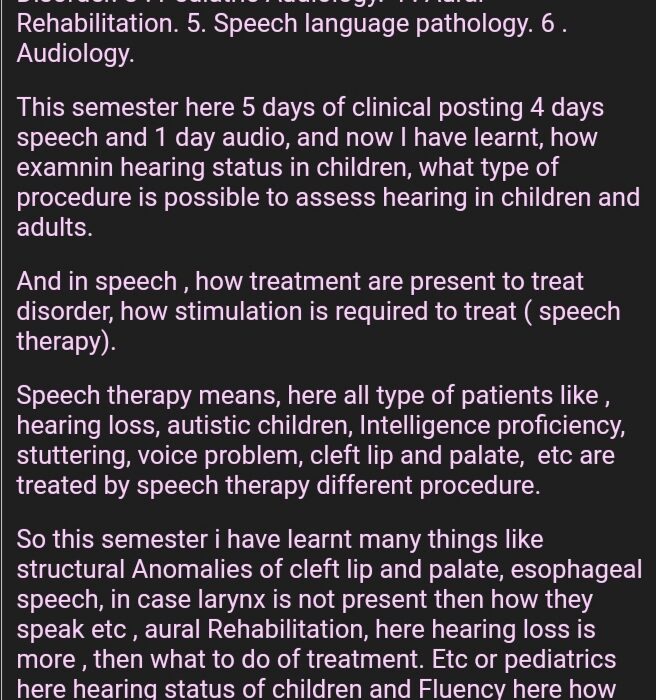 Rehabilitation. 5. Speech language pathology. 6 .
Audiology.
This semester here 5 days of clinical posting 4 days
speech and 1 day audio, and now I have learnt, how
examnin hearing status in children, what type of
procedure is possible to assess hearing in children and
adults.
And in speech , how treatment are present to treat
disorder, how stimulation is required to treat ( speech
therapy).
Speech therapy means, here all type of patients like ,
hearing loss, autistic children, Intelligence proficiency,
stuttering, voice problem, cleft lip and palate,  etc are
treated by speech therapy different procedure.
So this semester i have learnt many things like
structural Anomalies of cleft lip and palate, esophageal
speech, in case larynx is not present then how they
speak etc , aural Rehabilitation, here hearing loss is
more , then what to do of treatment. Etc or pediatrics
here hearing status of children and Fluency here how